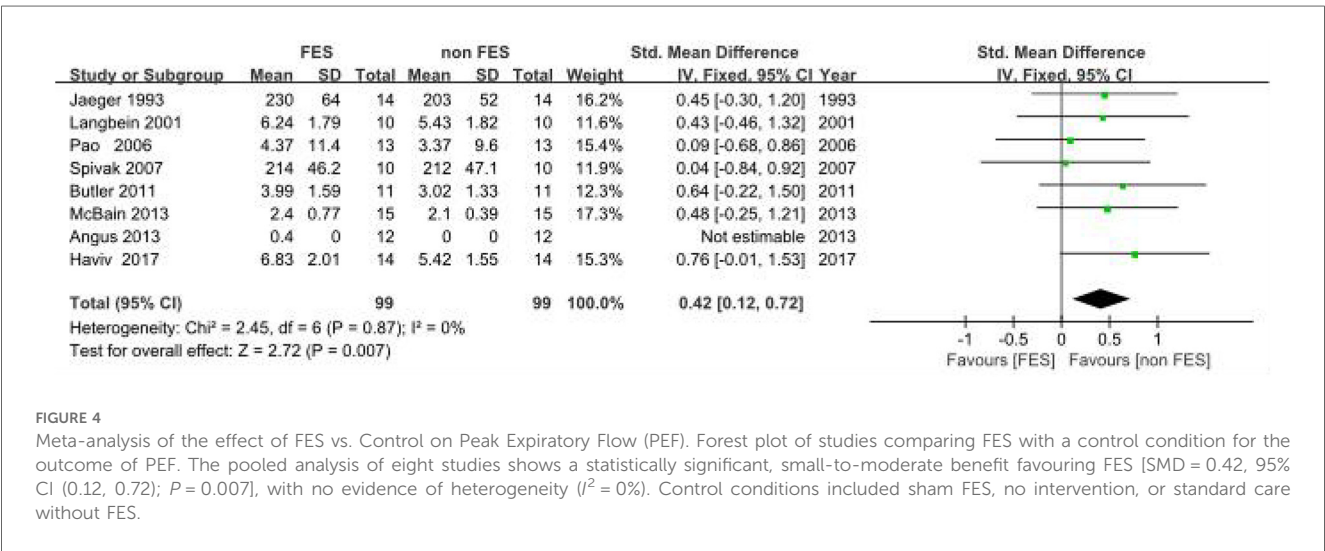 FES non FES Std. Mean Difference Std. Mean Difference
Study or Subgroup Mean SD Total Mean SD Total Weight IV, Fixed, 95% CI Year IV, Fixed, 95% CI
Jaeger 1993 230 64 14 203 52 14 16.2% 0.45 [-0.30, 1.20] 1993
Langbein 2001 6.24 1.79 10 5.43 1.82 10 11.6% 0.43 [-0.46, 1.32] 2001
Pao 2006 4.37 11.4 13 3.37 9.6 13 15.4% 0.09 [-0.68, 0.86] 2006
Spivak 2007 214 46.2 10 212 47.1 10 11.9% 0.04 [-0.84, 0.92] 2007
Butler 2011 3.99 1.59 11 3.02 1.33 11 12.3% 0.64 [-0.22, 1.50] 2011
McBain 2013 2.4 0.77 15 2.1 0.39 15 17.3% 0.48 [-0.25, 1.21] 2013
Angus 2013 0.4 0 12 0 0 12 Not estimable 2013
Haviv 2017 6.83 2.01 14 5.42 1.55 14 15.3% 0.76 [-0.01, 1.53] 2017
Total (95% CI) 99 99 100.0% 0.42 [0.12, 0.72]
Heterogeneity: Chi² = 2.45, df = 6 (P = 0.87); I² = 0%
Test for overall effect: Z = 2.72 (P = 0.007)
-1 -0.5 0 0.5 1
Favours [FES] Favours [non FES]
FIGURE 4
Meta-analysis of the effect of FES vs. Control on Peak Expiratory Flow (PEF). Forest plot of studies comparing FES with a control condition for the
outcome of PEF. The pooled analysis of eight studies shows a statistically significant, small-to-moderate benefit favouring FES [SMD = 0.42, 95%
CI (0.12, 0.72); P = 0.007], with no evidence of heterogeneity (I² = 0%). Control conditions included sham FES, no intervention, or standard care
without FES.